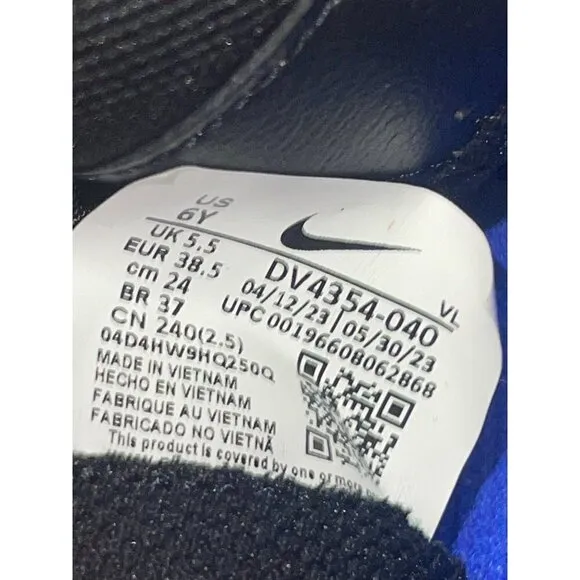 US
6Y
UK 5.5
EUR 38.5
cm 24
BR 37
CN 240(2.5)
04D4HW9HQ250Q
DV4354-040
VL
04/12/23 | 05/30/23
UPC 00196608062868
MADE IN VIETNAM
HECHO EN VIETNAM
FABRIQUE AU VIETNAM
FABRICADO NO VIETNÃ
This product is covered by one or more